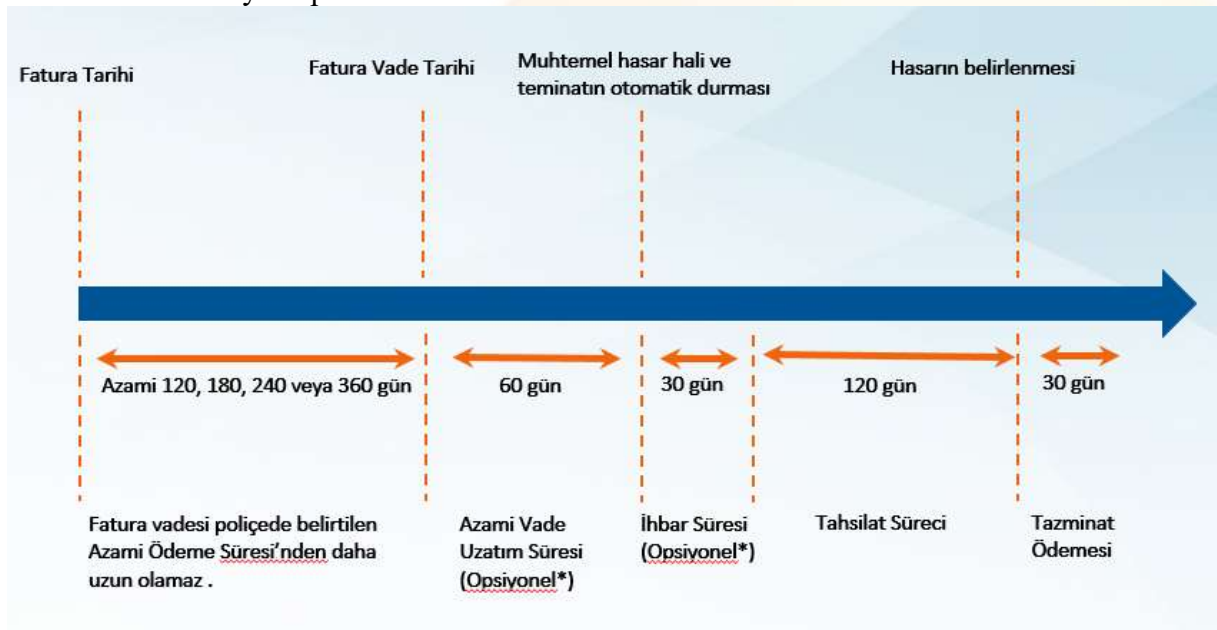 Fatura Tarihi
Fatura Vade Tarihi
Muhtemel hasar hali ve
teminatın otomatik durması
Hasarın belirlenmesi
Azami 120, 180, 240 veya 360 gün
60 gün
30 gün
120 gün
30 gün
Fatura vadesi poliçede belirtilen
Azami Ödeme Süresi’nden daha
uzun olamaz .
Azami Vade
Uzatım Süresi
(Opsiyonel*)
İhbar Süresi
(Opsiyonel*)
Tahsilat Süreci
Tazminat
Ödemesi